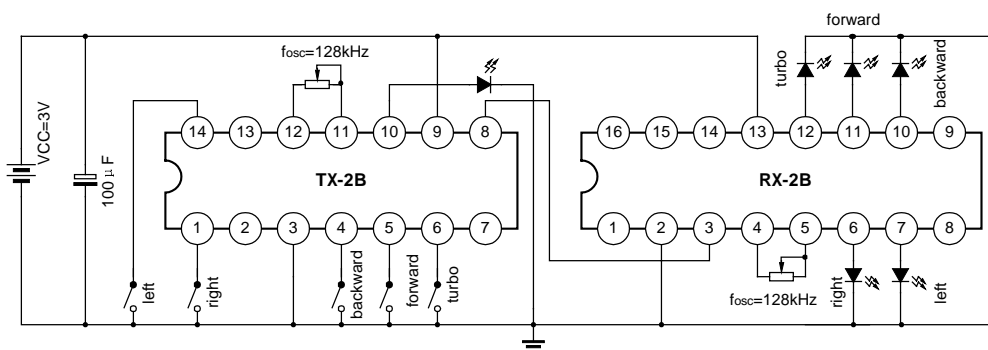 forward
fosc=128kHz
turbo
backward
VCC=3V
100 μF
14 13 12 11 10 9 8
16 15 14 13 12 11 10 9
TX-2B
RX-2B
1 2 3 4 5 6 7
1 2 3 4 5 6 7 8
left
right
backward
forward
turbo
fosc=128kHz
right
left